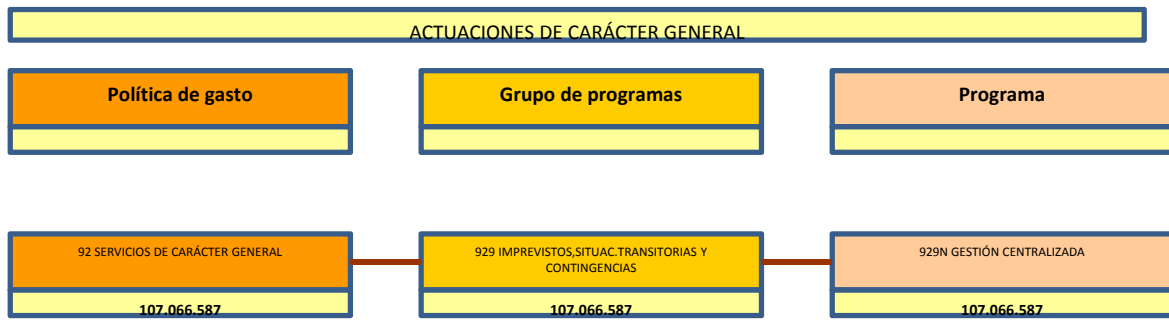 ACTUACIONES DE CARÁCTER GENERAL
Política de gasto
Grupo de programas
Programa
92 SERVICIOS DE CARÁCTER GENERAL
929 IMPREVISTOS,SITUAC.TRANSITORIAS Y
CONTINGENCIAS
929N GESTIÓN CENTRALIZADA
107.066.587
107.066.587
107.066.587